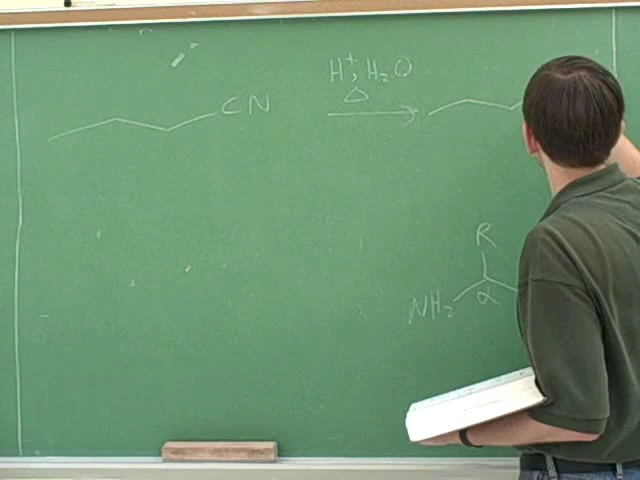 H⁺, H₂O
CN
△
R
NH₂ α